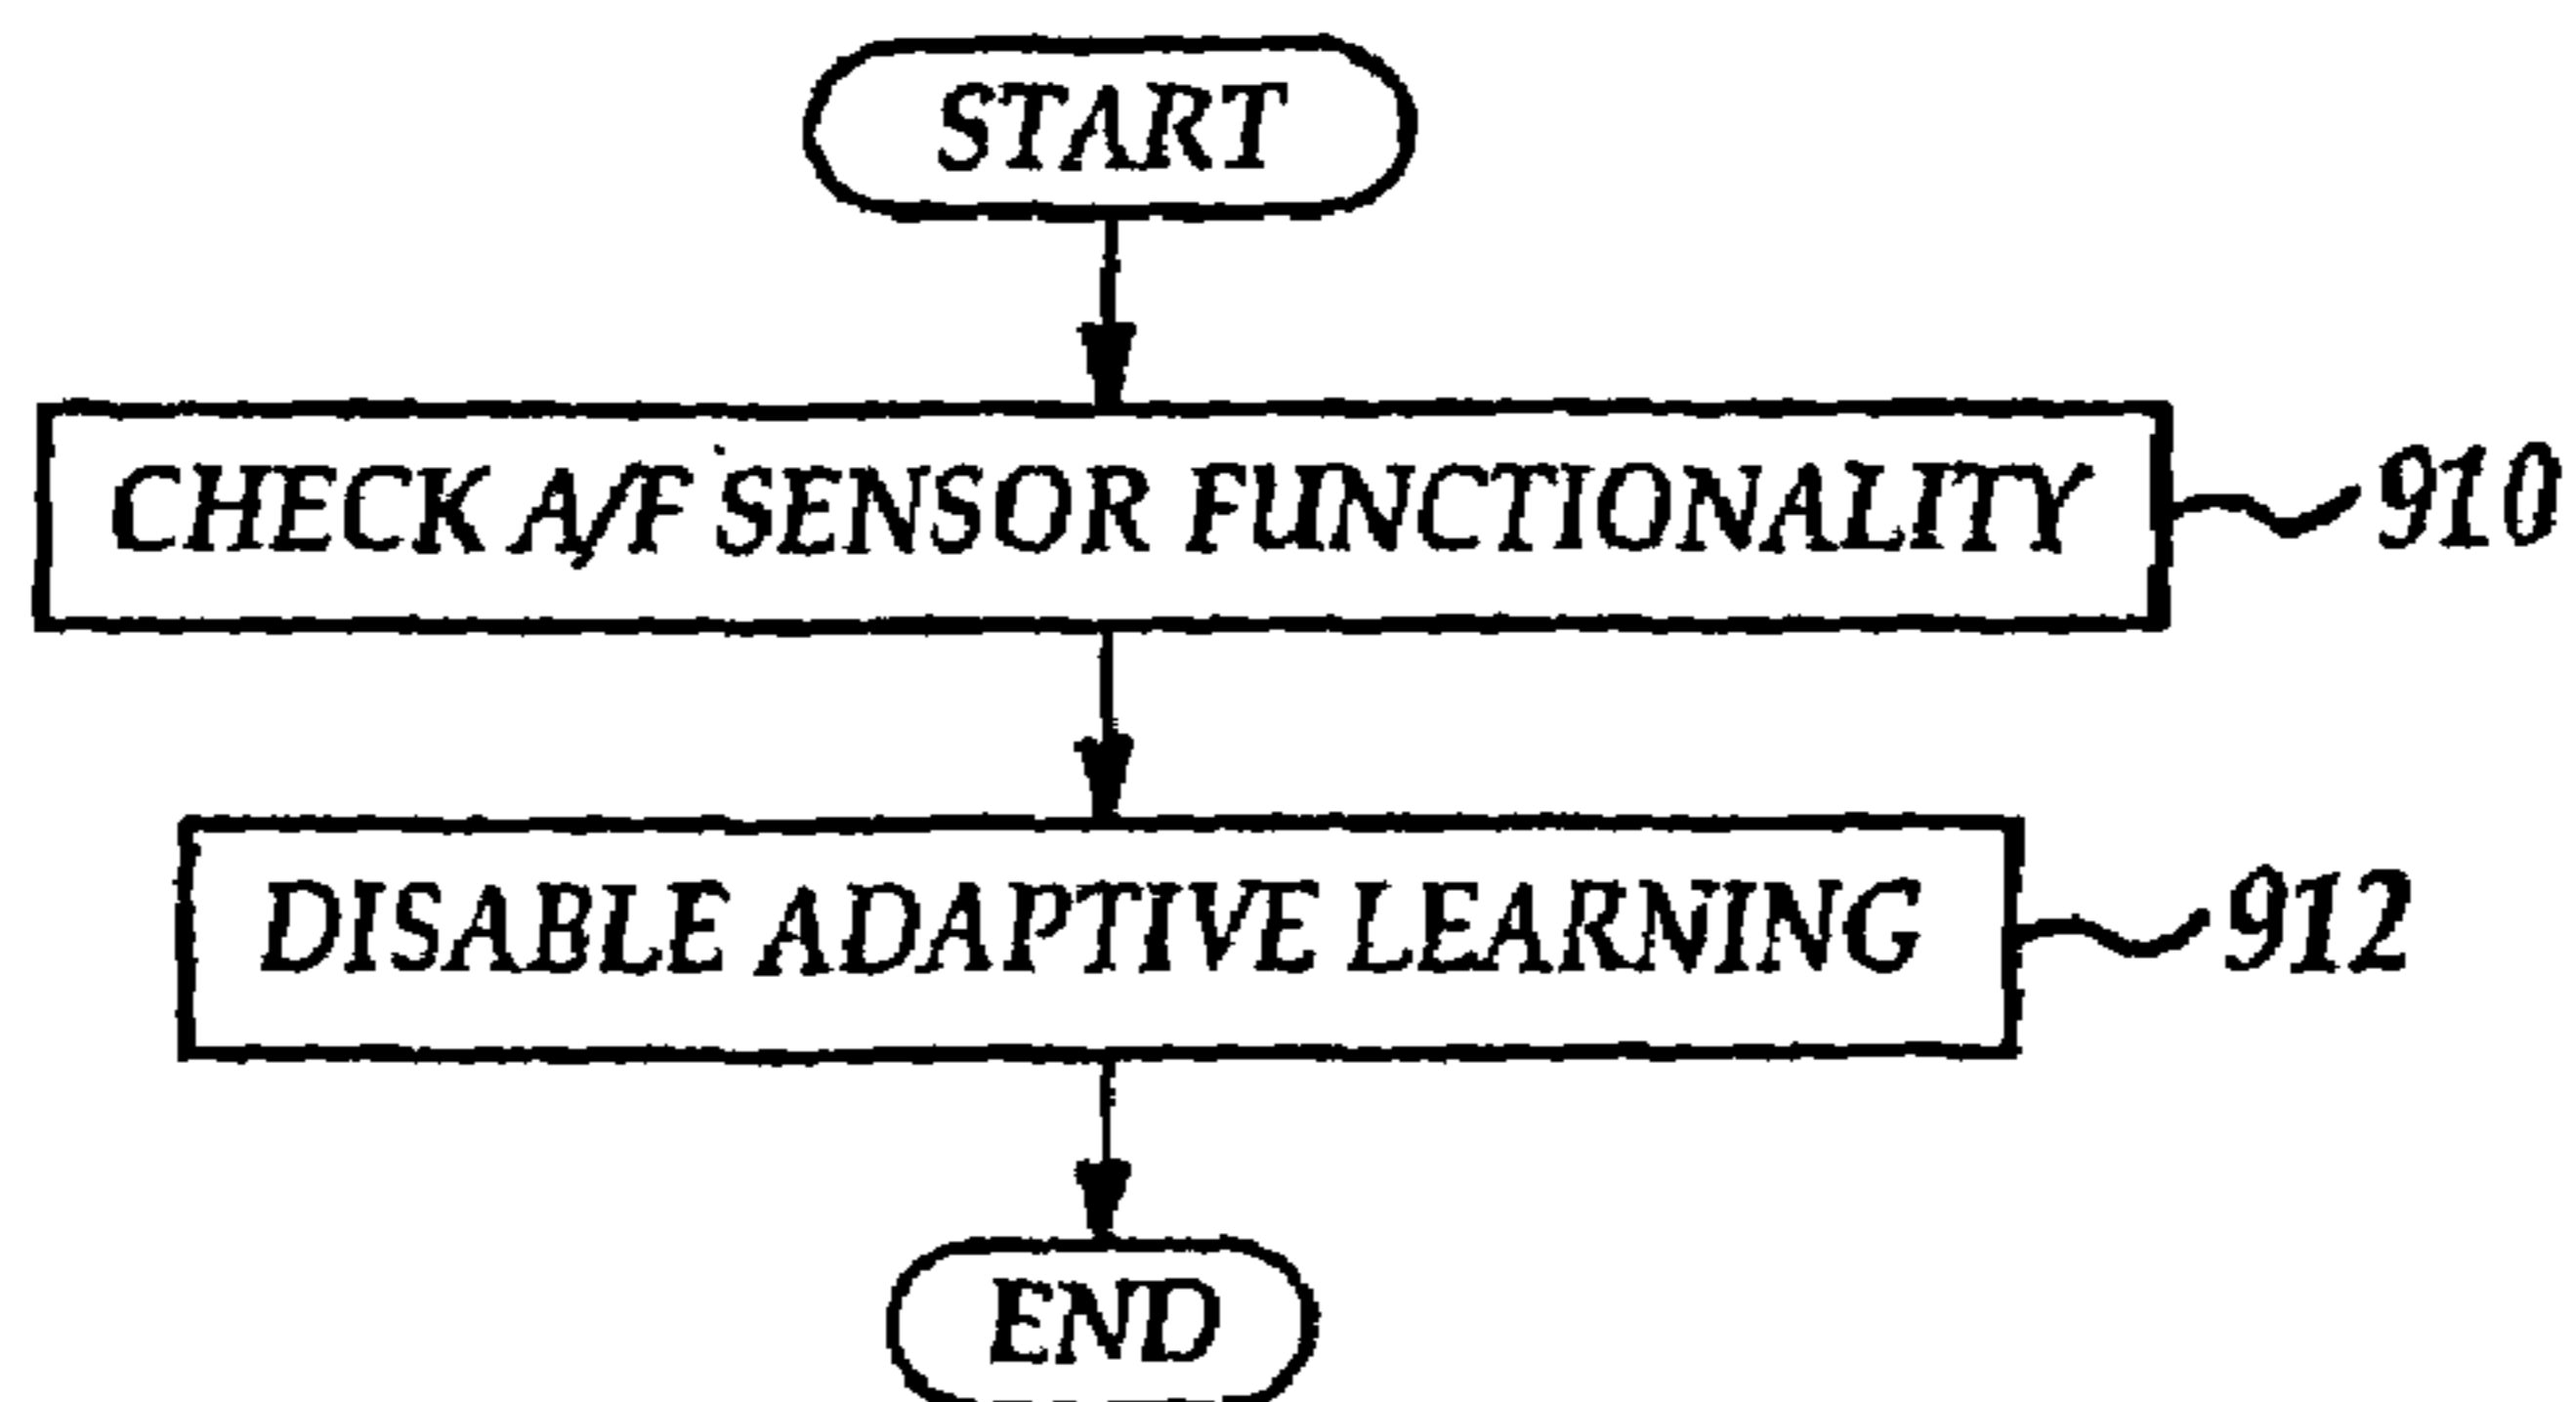 START
CHECK A/F SENSOR FUNCTIONALITY 910
DISABLE ADAPTIVE LEARNING 912
END